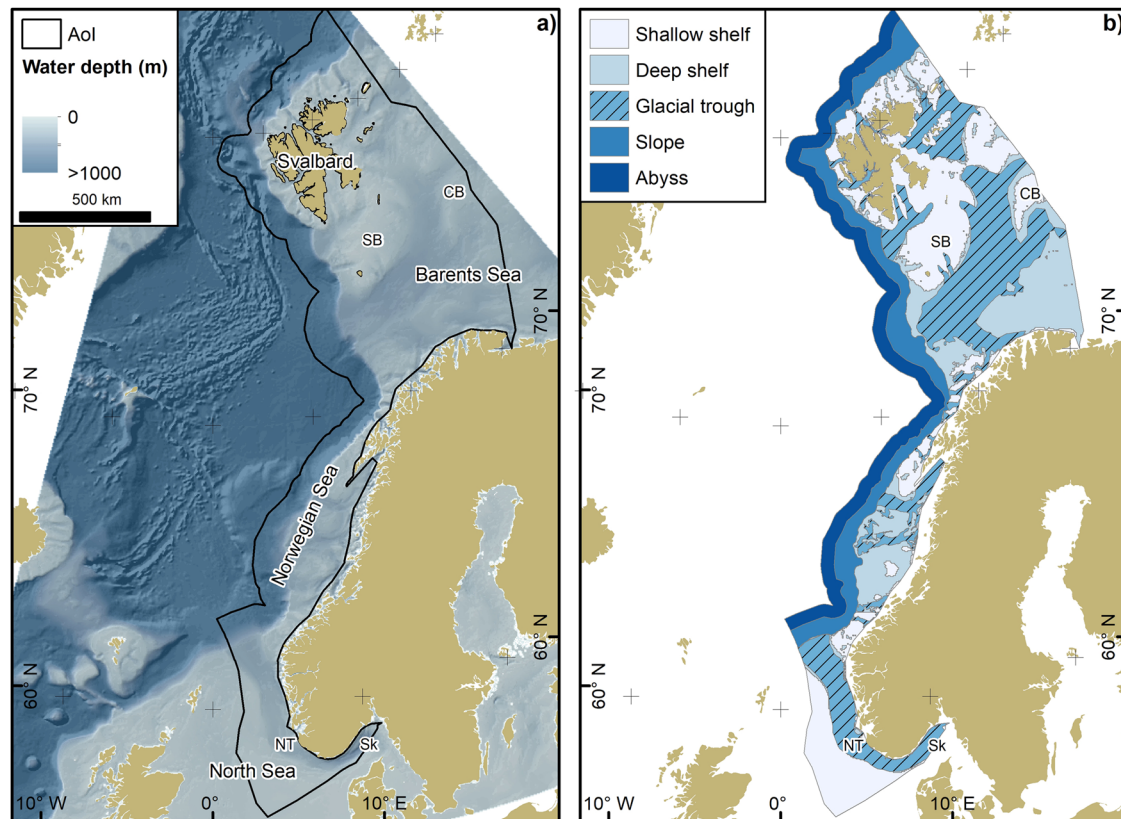 a)
AoI
Water depth (m)
0
>1000
500 km
Svalbard
CB
SB
Barents Sea
70° N
70° N
Norwegian Sea
60° N
60° N
NT
Sk
North Sea
10° W
0°
10° E
b)
Shallow shelf
Deep shelf
Glacial trough
Slope
Abyss
CB
SB
70° N
70° N
60° N
60° N
NT
Sk
10° W
0°
10° E